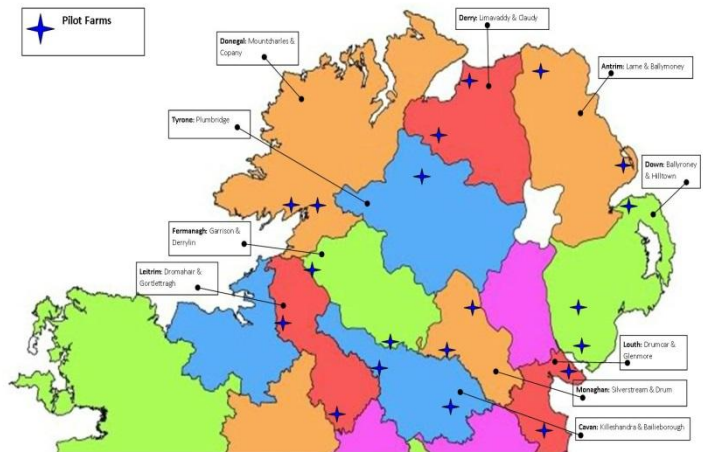 Pilot Farms
Derry: Limavaddy & Claudy
Donegal: Mountcharles &
Copany
Antrim: Larne & Ballymoney
Tyrone: Plumbridge
Down: Ballyroney
& Hilltown
Fermanagh: Garrison &
Derrylin
Leitrim: Dromahair &
Gortlettragh
Louth: Drumcar &
Glenmore
Monaghan: Silverstream & Drum
Cavan: Killeshandra & Bailieborough